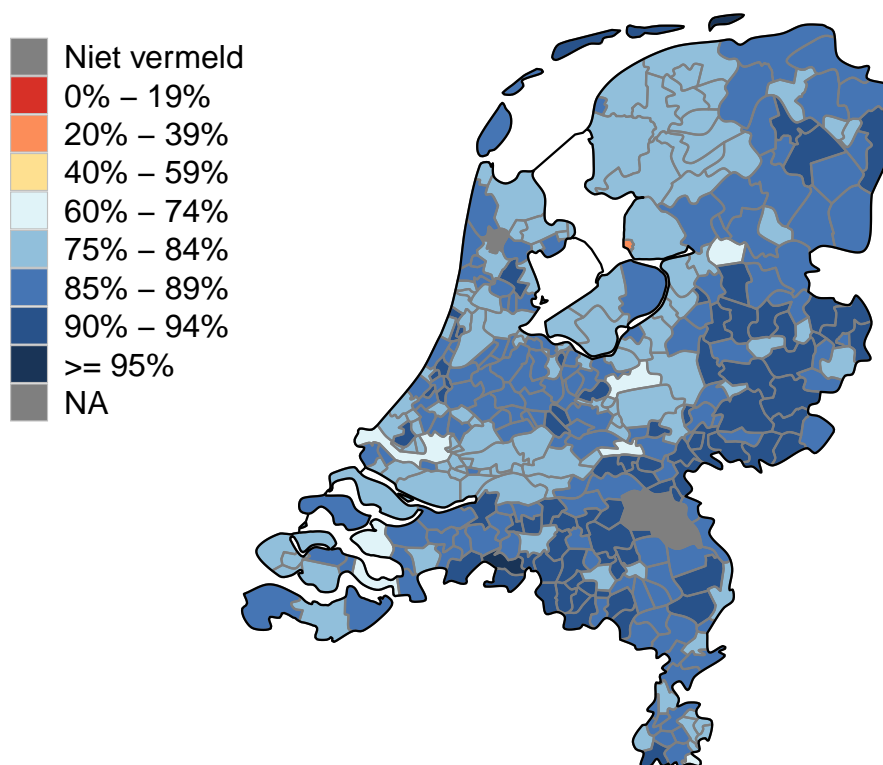 Niet vermeld
0% – 19%
20% – 39%
40% – 59%
60% – 74%
75% – 84%
85% – 89%
90% – 94%
>= 95%
NA